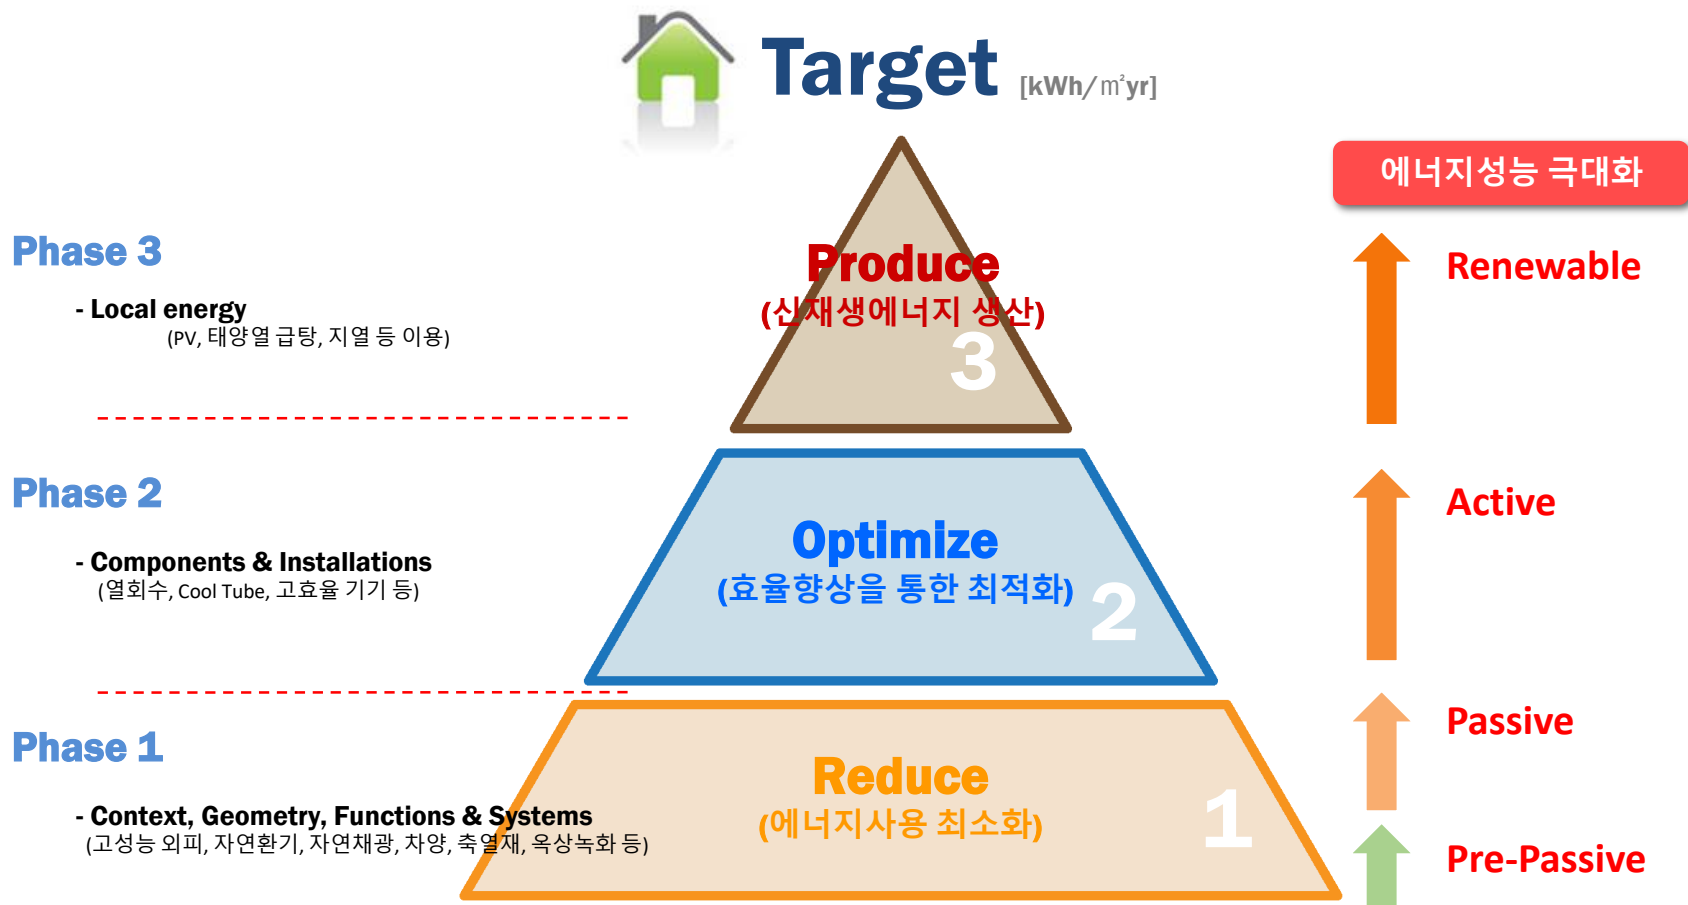 Target [kWh/㎡yr]
에너지성능 극대화
Phase 3
- Local energy
(PV, 태양열 급탕, 지열 등 이용)
Produce
(신재생에너지 생산)
3
Renewable
Phase 2
- Components & Installations
(열회수, Cool Tube, 고효율 기기 등)
Optimize
(효율향상을 통한 최적화)
2
Active
Phase 1
- Context, Geometry, Functions & Systems
(고성능 외피, 자연환기, 자연채광, 차양, 축열재, 옥상녹화 등)
Reduce
(에너지사용 최소화)
1
Passive
Pre-Passive